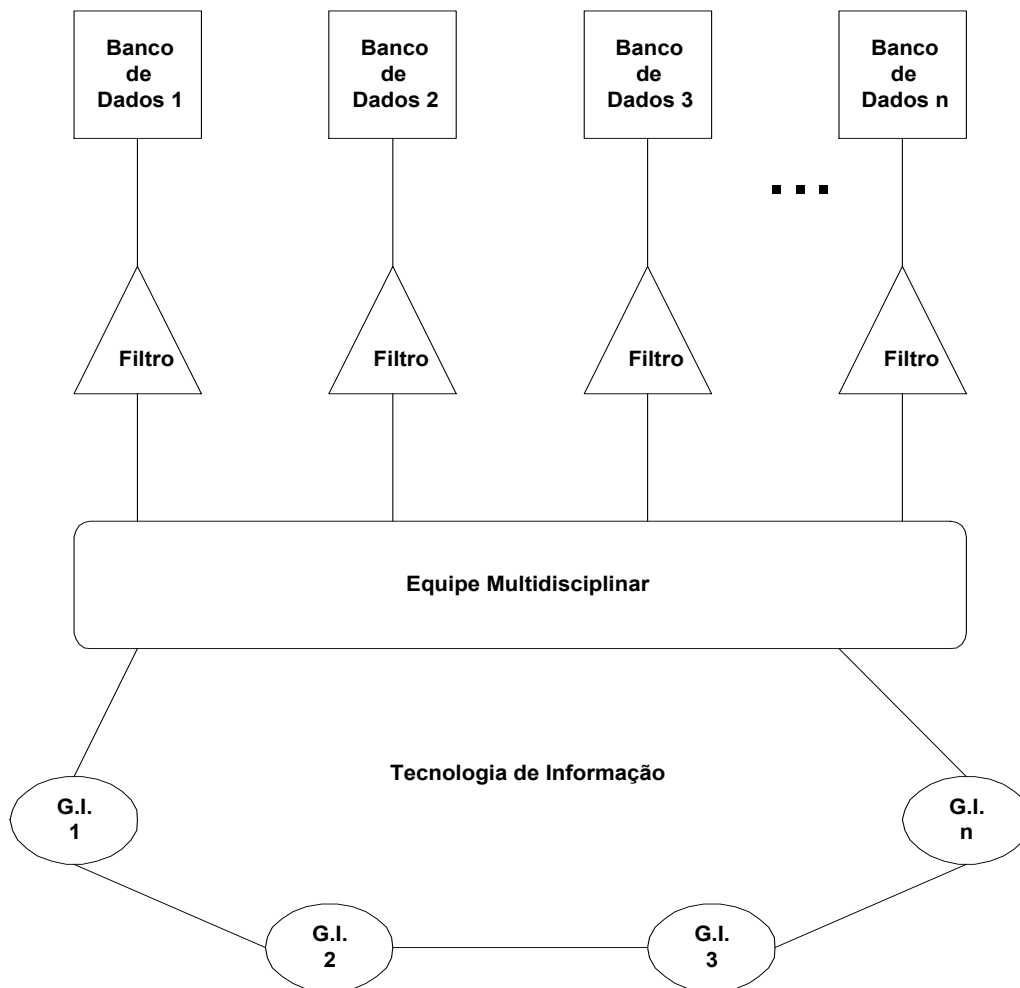 Banco
de
Dados 1
Banco
de
Dados 2
Banco
de
Dados 3
Banco
de
Dados n
...
Filtro
Filtro
Filtro
Filtro
Equipe Multidisciplinar
Tecnologia de Informação
G.I.
1
G.I.
n
G.I.
2
G.I.
3